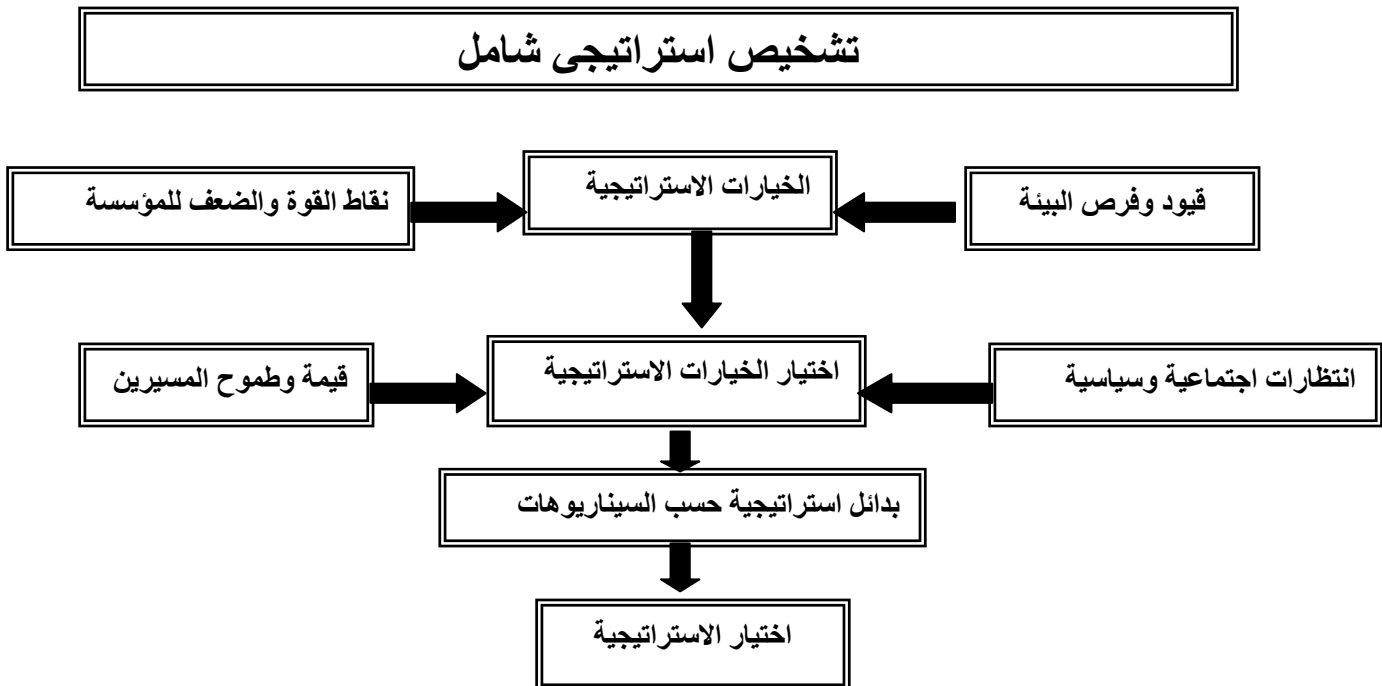 تشخيص استراتيجى شامل
قيود وفرص البيئة
الخيارات الاستراتيجية
نقاط القوة والضعف للمؤسسة
انتظارات اجتماعية وسياسية
اختيار الخيارات الاستراتيجية
قيمة وطموح المسيرين
بدائل استراتيجية حسب السيناريوهات
اختيار الاستراتيجية